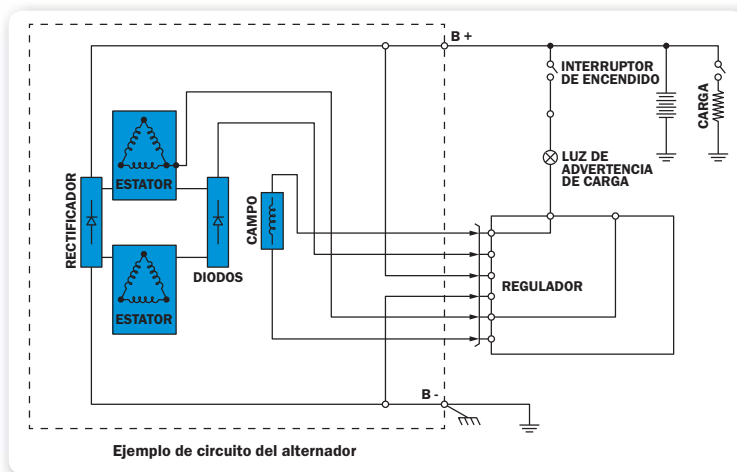 B +
INTERRUPTOR
DE ENCENDIDO
CARGA
ESTATOR
LUZ DE
ADVERTENCIA
DE CARGA
RECTIFICADOR
CAMPO
DIODOS
REGULADOR
ESTATOR
B -
Ejemplo de circuito del alternador